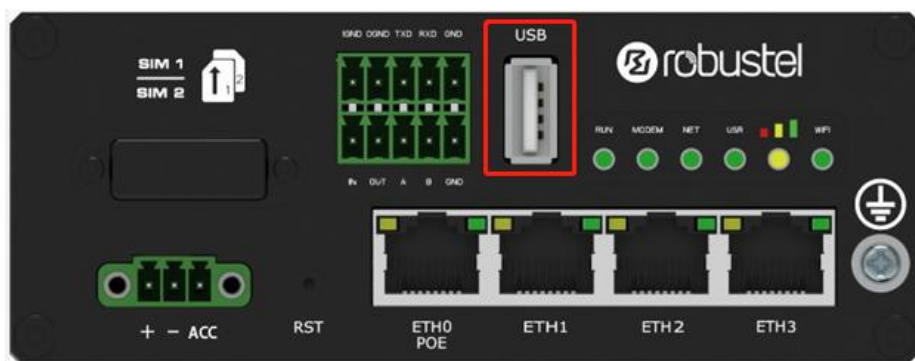 IGND OGND TXD RXD GND
USB
robustel
SIM 1
SIM 2
1
2
RUN MODEM NET USR WIFI
IN OUT A B GND
+ - ACC
RST
ETH0
POE
ETH1
ETH2
ETH3